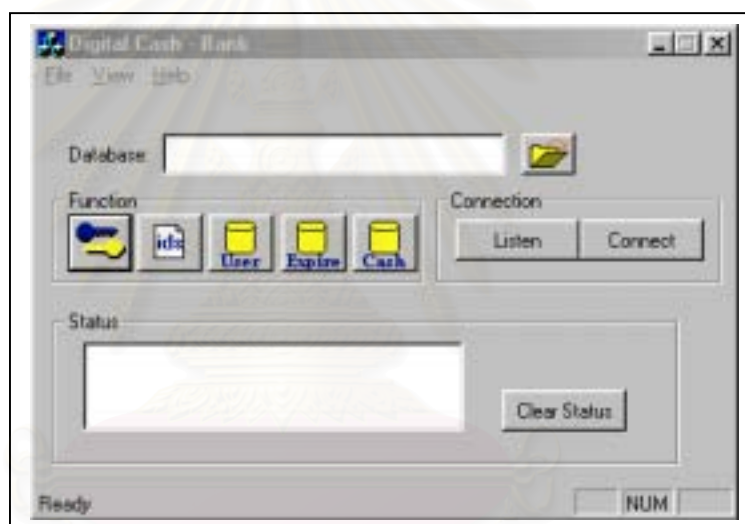 Digital Cash - Bank
File View Help
Database:
Function
Connection
ids
User
Expire
Cash
Listen
Connect
Status
Clear Status
Ready
NUM